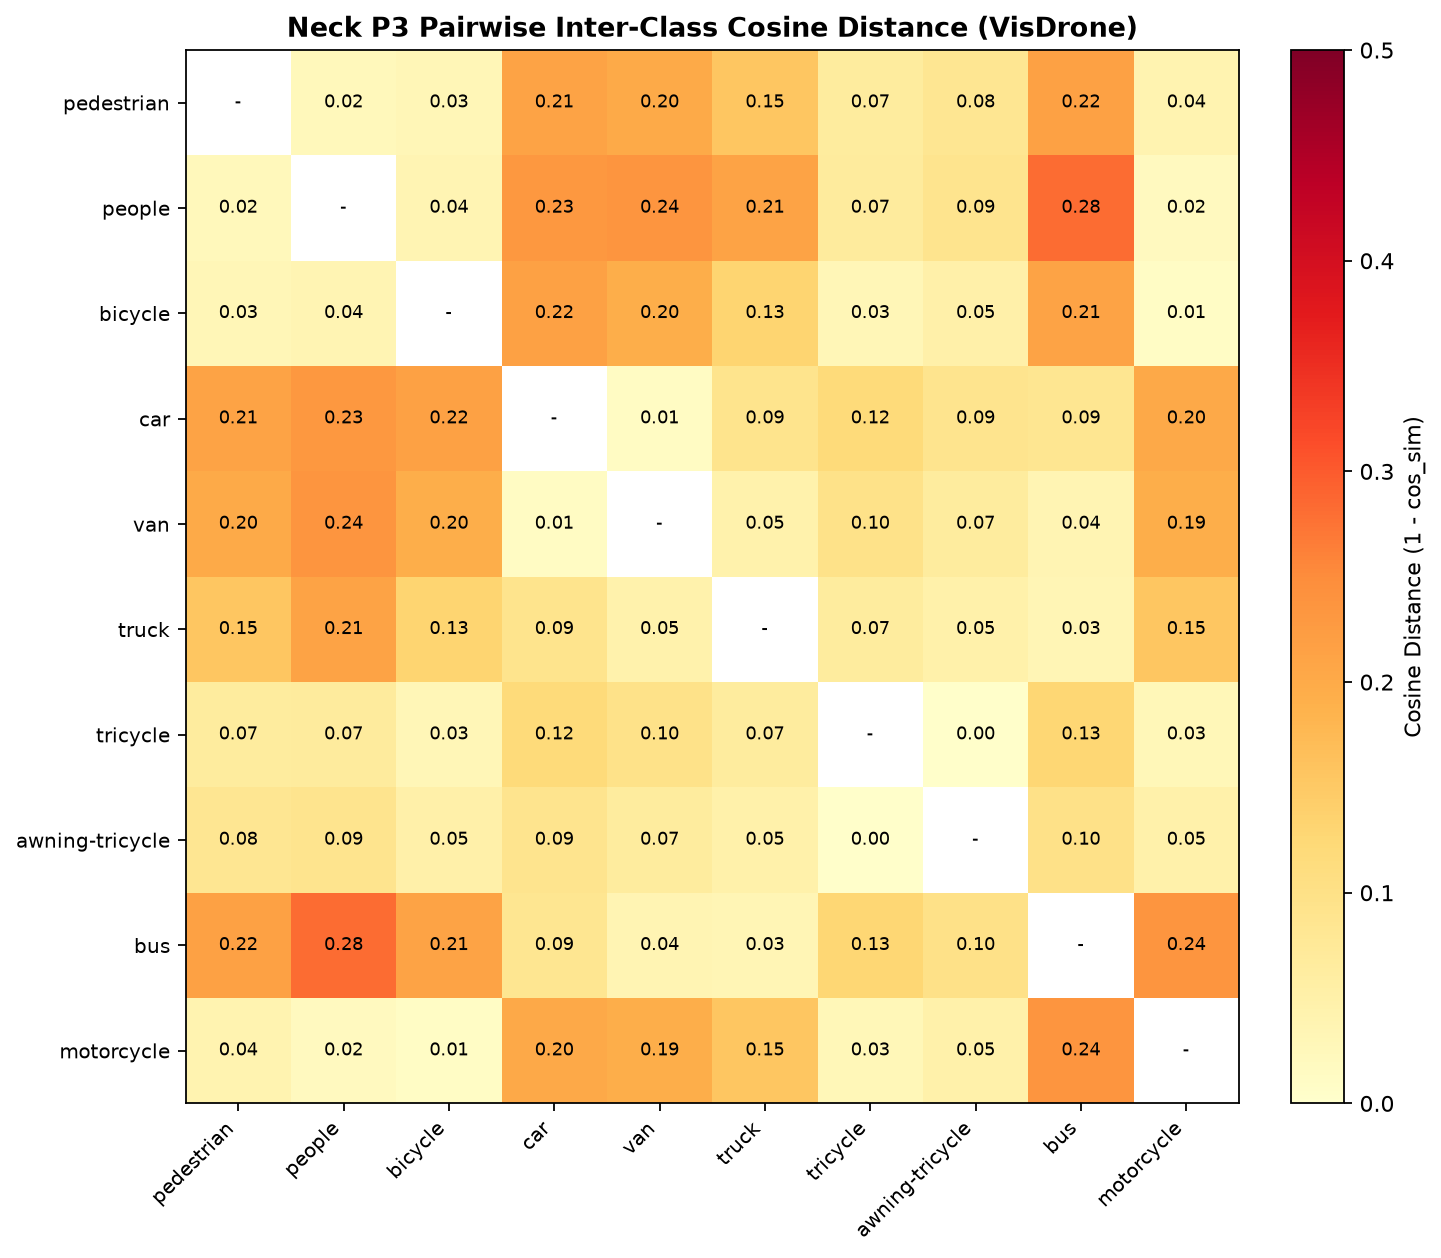 Neck P3 Pairwise Inter-Class Cosine Distance (VisDrone)
pedestrian - 0.02 0.03 0.21 0.20 0.15 0.07 0.08 0.22 0.04
people 0.02 - 0.04 0.23 0.24 0.21 0.07 0.09 0.28 0.02
bicycle 0.03 0.04 - 0.22 0.20 0.13 0.03 0.05 0.21 0.01
car 0.21 0.23 0.22 - 0.01 0.09 0.12 0.09 0.09 0.20
van 0.20 0.24 0.20 0.01 - 0.05 0.10 0.07 0.04 0.19
truck 0.15 0.21 0.13 0.09 0.05 - 0.07 0.05 0.03 0.15
tricycle 0.07 0.07 0.03 0.12 0.10 0.07 - 0.00 0.13 0.03
awning-tricycle 0.08 0.09 0.05 0.09 0.07 0.05 0.00 - 0.10 0.05
bus 0.22 0.28 0.21 0.09 0.04 0.03 0.13 0.10 - 0.24
motorcycle 0.04 0.02 0.01 0.20 0.19 0.15 0.03 0.05 0.24 -
pedestrian people bicycle car van truck tricycle awning-tricycle bus motorcycle
0.5
0.4
0.3
0.2
0.1
0.0
Cosine Distance (1 - cos_sim)